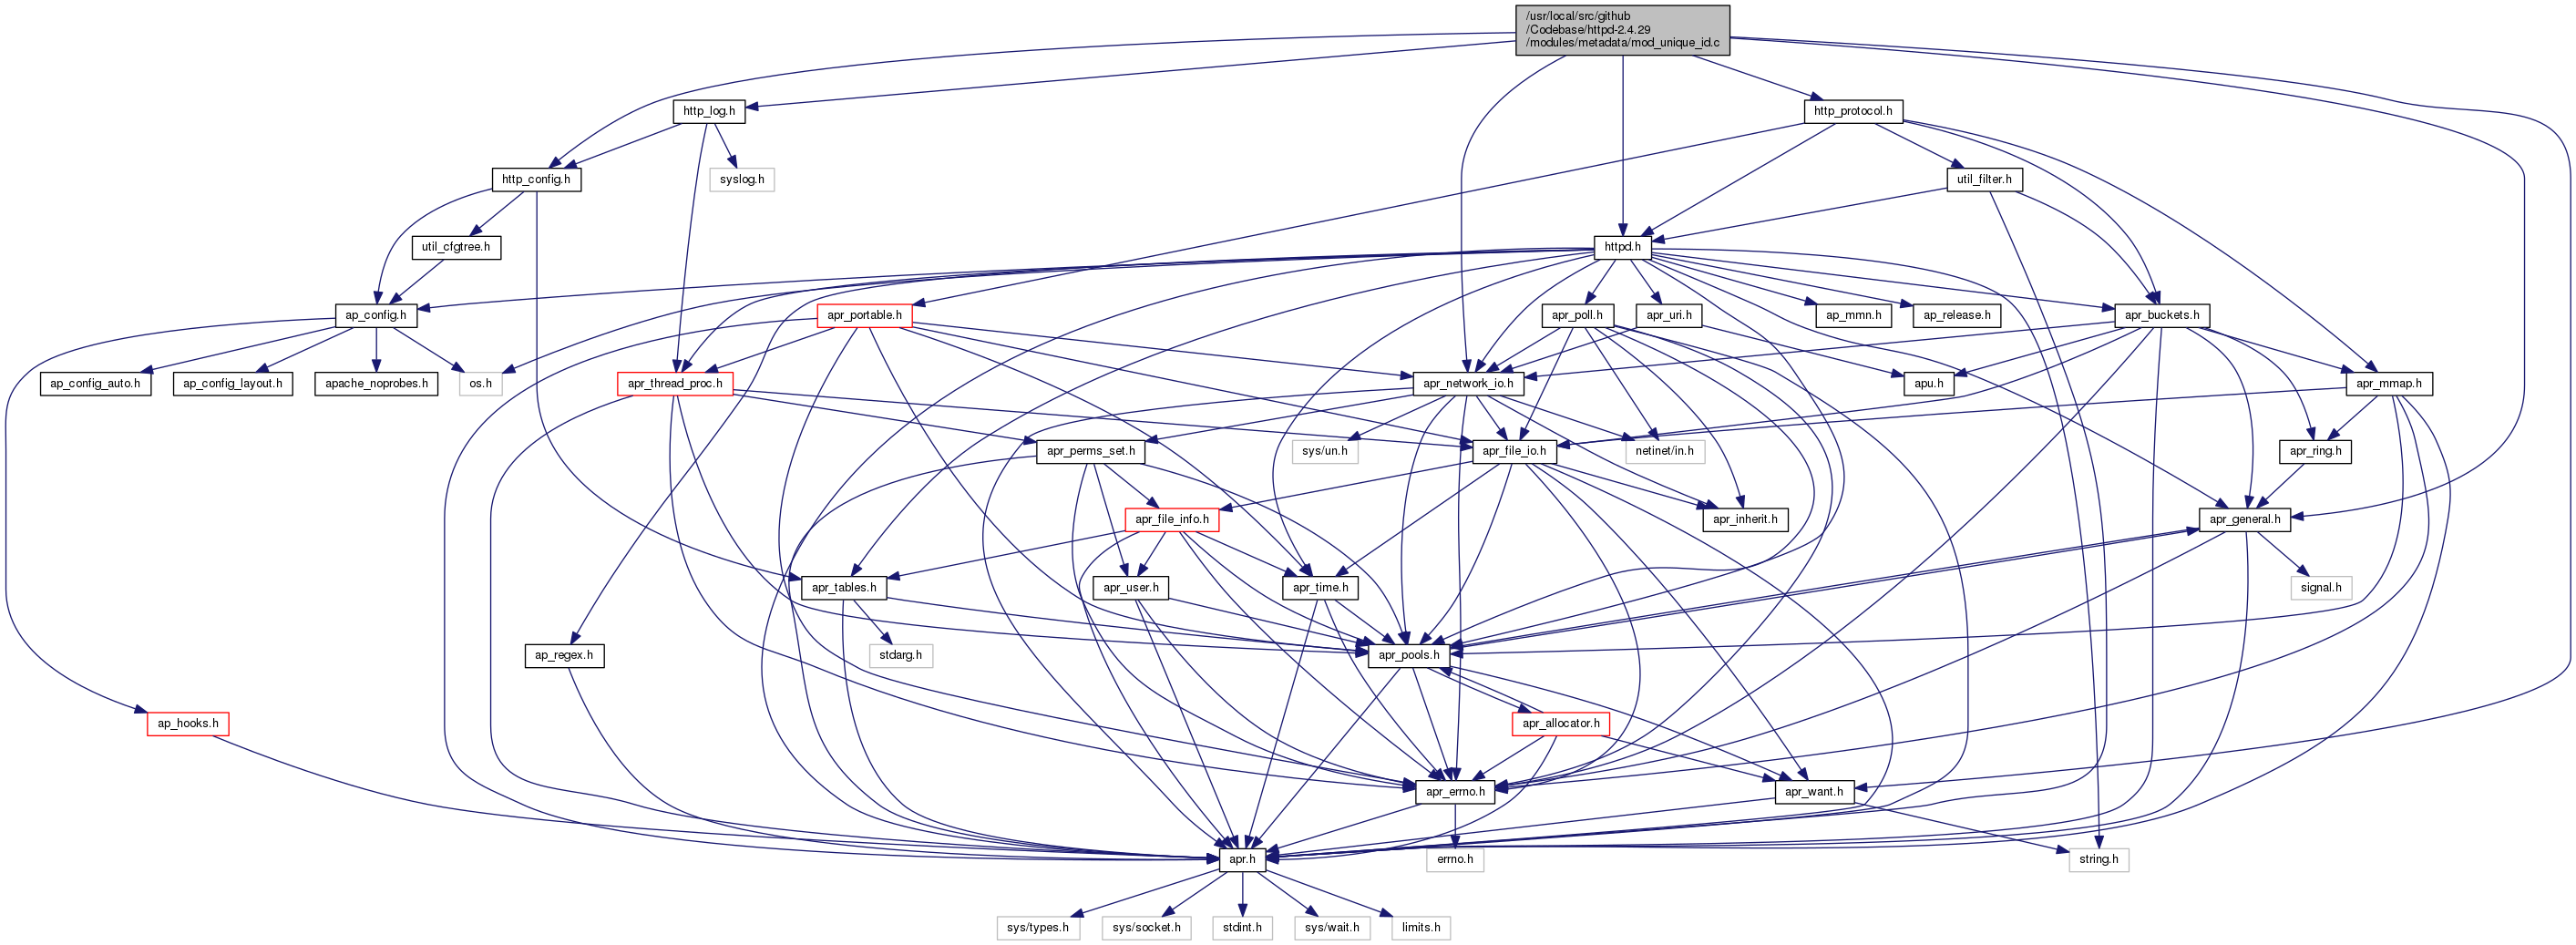 /usr/local/src/github
/Codebase/httpd-2.4.29
/modules/metadata/mod_unique_id.c
http_log.h
http_protocol.h
http_config.h
syslog.h
util_filter.h
util_cfgtree.h
httpd.h
ap_config.h
apr_portable.h
apr_poll.h
apr_uri.h
ap_mmn.h
ap_release.h
apr_buckets.h
ap_config_auto.h
ap_config_layout.h
apache_noprobes.h
os.h
apr_thread_proc.h
apr_network_io.h
apu.h
apr_mmap.h
apr_perms_set.h
sys/un.h
apr_file_io.h
netinet/in.h
apr_ring.h
apr_file_info.h
apr_inherit.h
apr_general.h
apr_tables.h
apr_user.h
apr_time.h
signal.h
ap_regex.h
stdarg.h
apr_pools.h
ap_hooks.h
apr_allocator.h
apr_errno.h
apr_want.h
apr.h
errno.h
string.h
sys/types.h
sys/socket.h
stdint.h
sys/wait.h
limits.h